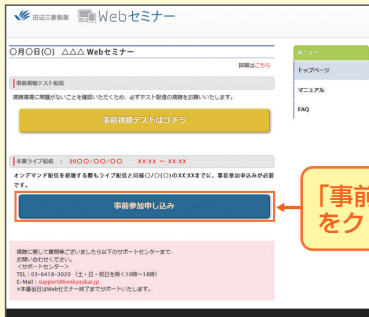 田辺三菱製薬 Webセミナー
〇月〇日(〇) △△△ Webセミナー
詳細はこちら
メニュー
トップページ
マニュアル
FAQ
事前視聴テスト配信
視聴環境に問題がないことを確認いただくため、必ずテスト配信の視聴をお願いいたします。
事前視聴テストはコチラ
本番ライブ配信 : 20〇〇/〇〇/〇〇 XX:XX ～ XX:XX
オンデマンド配信を視聴する際もライブ配信と同様〇/〇(〇)のXX:XXまでに、事前参加申込みが必要
です。
事前参加申し込み
「事前
をク
視聴に関して質問等ございましたら以下のサポートセンターまで、
お問い合わせください。
<サポートセンター>
TEL : 03-6418-3020 (土・日・祝日を除く10時～18時)
E-Mail : support@kenkyuukai.jp
※本番当日はWebセミナー終了までサポートいたします。